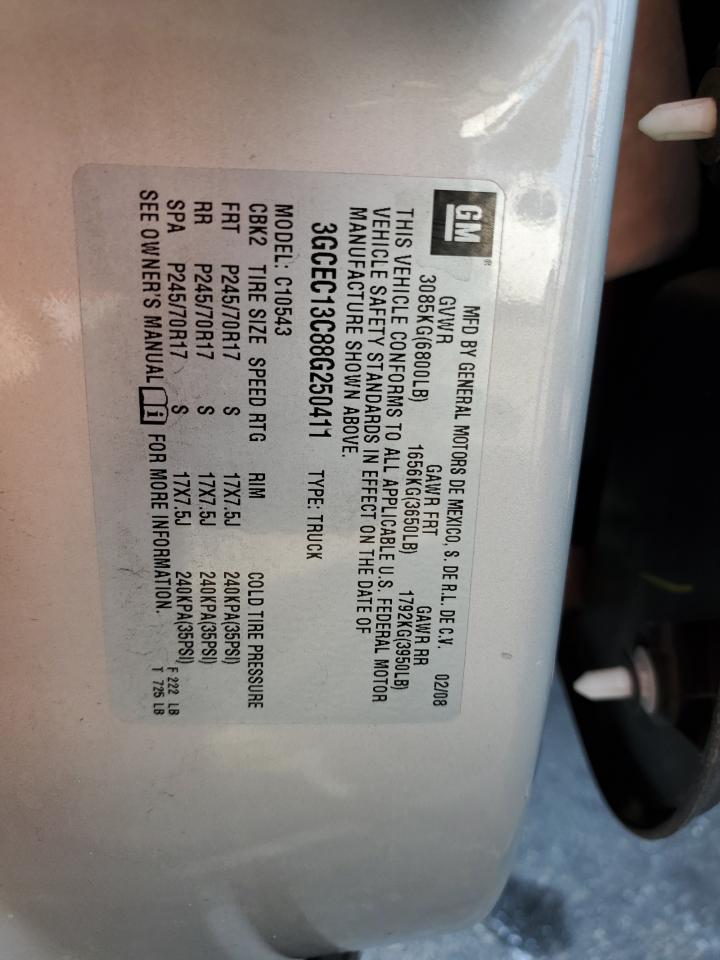 GM
MFD BY GENERAL MOTORS DE MEXICO, S. DE R.L. DE C.V. 02/08
GVWR GAWR FRT GAWR RR
3085KG(6800LB) 1656KG(3650LB) 1792KG(3950LB)
THIS VEHICLE CONFORMS TO ALL APPLICABLE U.S. FEDERAL MOTOR
VEHICLE SAFETY STANDARDS IN EFFECT ON THE DATE OF
MANUFACTURE SHOWN ABOVE.
3GCEC13C88G250411 TYPE: TRUCK
MODEL: C10543
CBK2 TIRE SIZE SPEED RTG RIM COLD TIRE PRESSURE
FRT P245/70R17 S 17X7.5J 240KPA(35PSI)
RR P245/70R17 S 17X7.5J 240KPA(35PSI)
SPA P245/70R17 S 17X7.5J 240KPA(35PSI)
SEE OWNER'S MANUAL i FOR MORE INFORMATION.
F 222 LB
T 725 LB